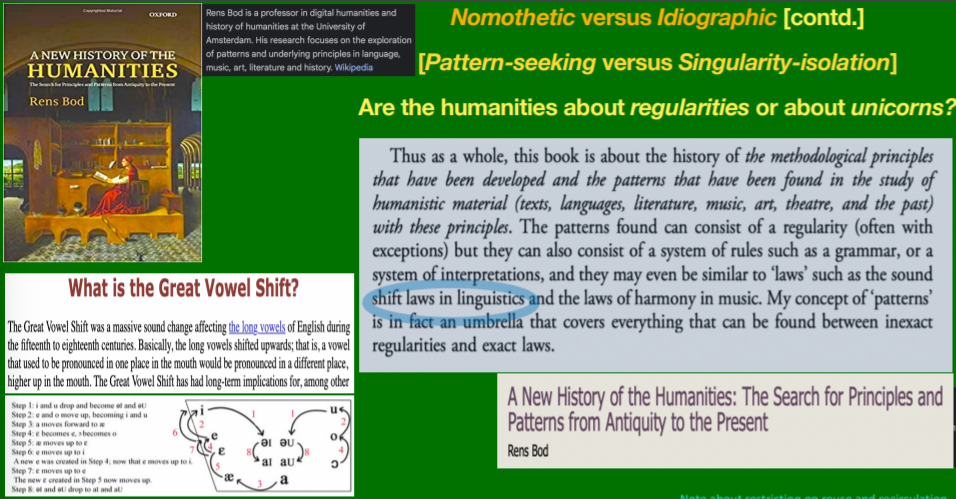 Copyrighted Material
OXFORD
A NEW HISTORY OF THE
HUMANITIES
The Search for Principles and Patterns from Antiquity to the Present
Rens Bod
Rens Bod is a professor in digital humanities and
history of humanities at the University of
Amsterdam. His research focuses on the exploration
of patterns and underlying principles in language,
music, art, literature and history. Wikipedia
Nomothetic versus Idiographic [contd.]
[Pattern-seeking versus Singularity-isolation]
Are the humanities about regularities or about unicorns?
Thus as a whole, this book is about the history of the methodological principles
that have been developed and the patterns that have been found in the study of
humanistic material (texts, languages, literature, music, art, theatre, and the past)
with these principles. The patterns found can consist of a regularity (often with
exceptions) but they can also consist of a system of rules such as a grammar, or a
system of interpretations, and they may even be similar to ‘laws’ such as the sound
shift laws in linguistics and the laws of harmony in music. My concept of ‘patterns’
is in fact an umbrella that covers everything that can be found between inexact
regularities and exact laws.
What is the Great Vowel Shift?
The Great Vowel Shift was a massive sound change affecting the long vowels of English during
the fifteenth to eighteenth centuries. Basically, the long vowels shifted upwards; that is, a vowel
that used to be pronounced in one place in the mouth would be pronounced in a different place,
higher up in the mouth. The Great Vowel Shift has had long-term implications for, among other
Step 1: i and u drop and become əI and əU
Step 2: e and o move up, becoming i and u
Step 3: a moves forward to æ
Step 4: ɛ becomes e, ɔ becomes o
Step 5: æ moves up to ɛ
Step 6: e moves up to i
A new e was created in Step 4; now that e moves up to i.
Step 7: ɛ moves up to e
The new ɛ created in Step 5 now moves up.
Step 8: əI and əU drop to aI and aU
i 1 1 u
2 2
6 e o
7 4 ɛ 8 əI əU 8 4
5 aI aU ɔ
æ 3 a
A New History of the Humanities: The Search for Principles and
Patterns from Antiquity to the Present
Rens Bod
Note about restriction on reuse and recirculation